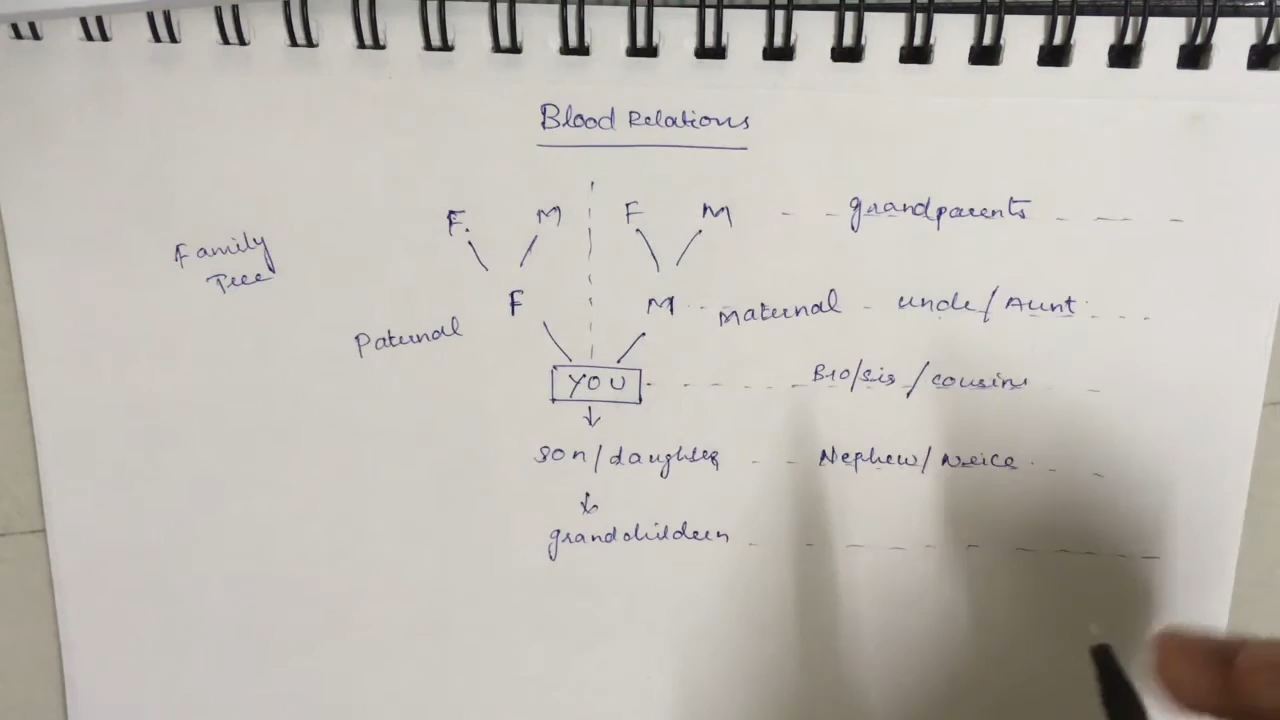 Blood Relations
F. M F M - - grandparents - - - -
Family
Tree
F M - - Maternal - uncle/Aunt - - -
Paternal
YOU - - - - - Bro/sis/cousins - -
son/daughter - - Nephew/Neice - - -
grandchildren - - - - - - -